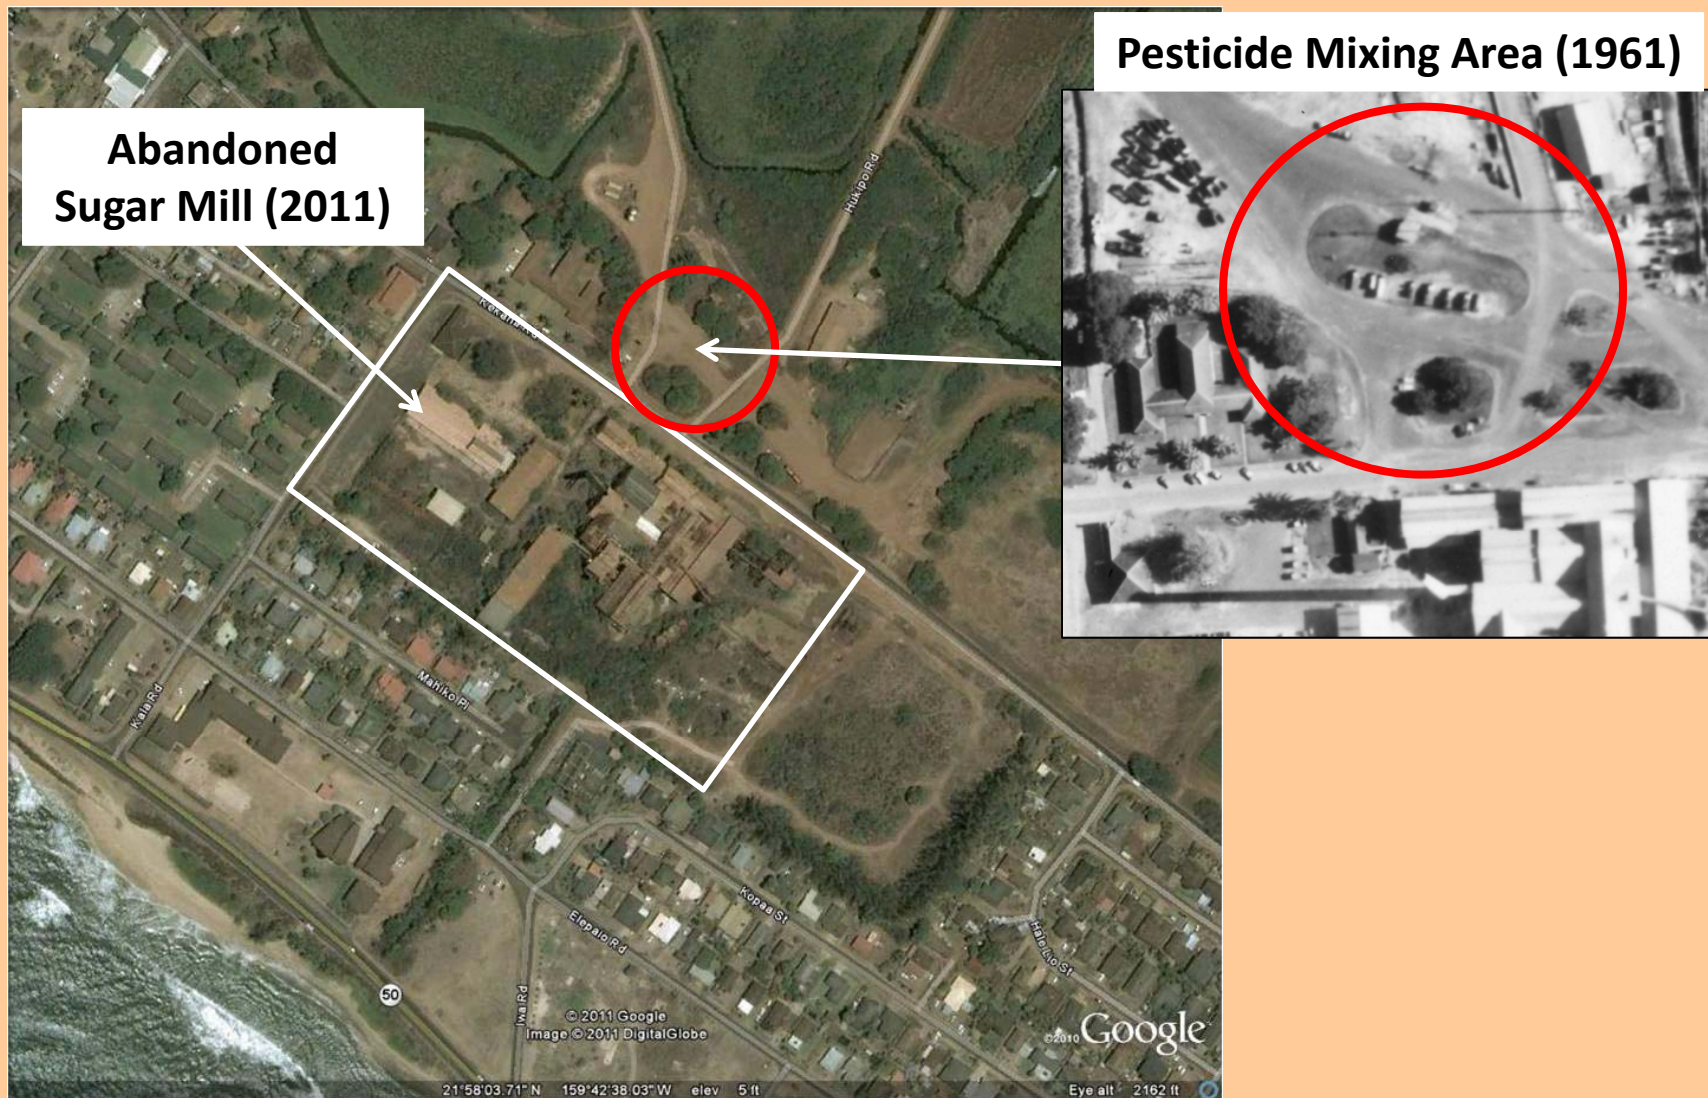 Pesticide Mixing Area (1961)
Abandoned
Sugar Mill (2011)
Hukipo Rd
Kekaha Rd
Kala Rd
Mahiko Pl
Kopaa St
Elepaio Rd
Hale Lio St
Iwa Rd
50
© 2011 Google
Image © 2011 DigitalGlobe
©2010 Google
21°58'03.71" N 159°42'38.03" W elev 5 ft
Eye alt 2162 ft